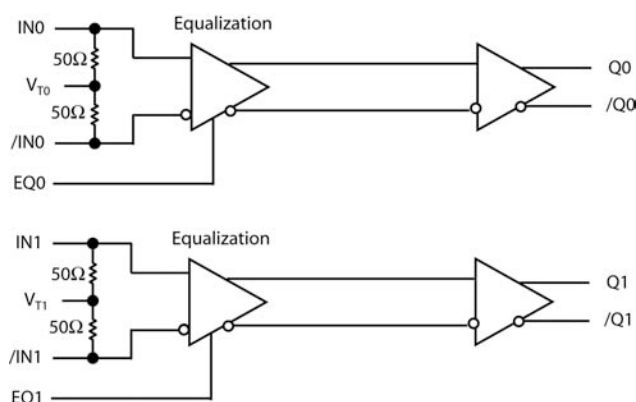 IN0
Equalization
50Ω
Q0
VT0
50Ω
/Q0
/IN0
EQ0
IN1
Equalization
50Ω
Q1
VT1
50Ω
/Q1
/IN1
EQ1